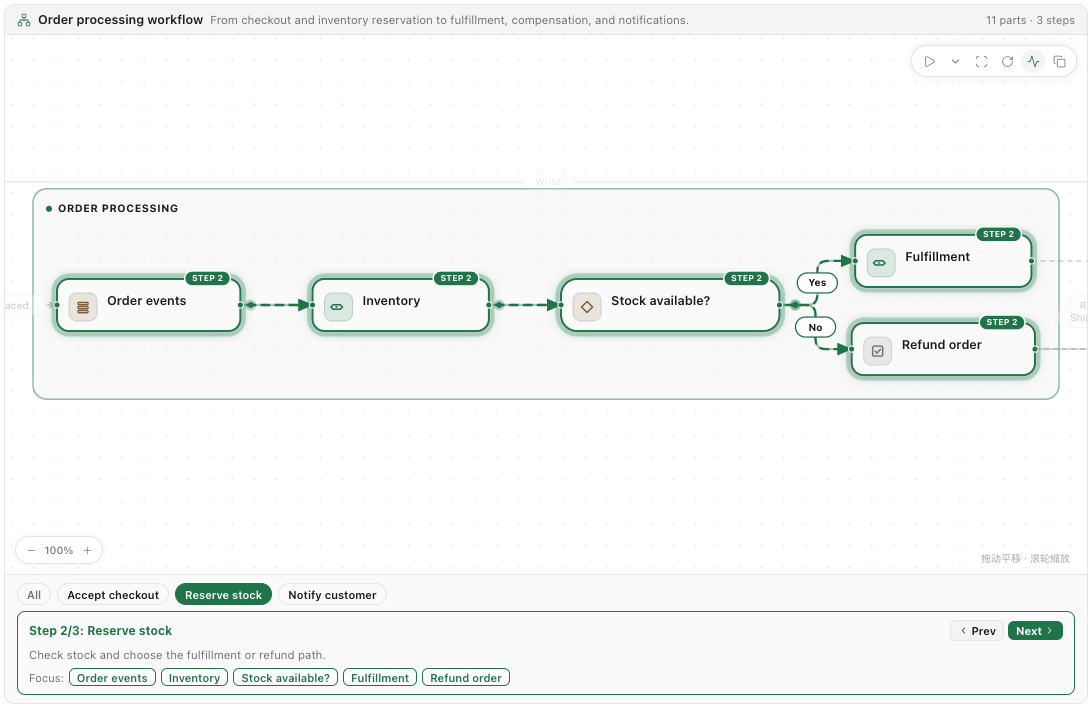 Order processing workflow From checkout and inventory reservation to fulfillment, compensation, and notifications. 11 parts · 3 steps
Write
ORDER PROCESSING
STEP 2
Fulfillment
STEP 2
Order events
STEP 2
Inventory
STEP 2
Stock available?
Yes
No
STEP 2
Refund order
aced
Ship
− 100% +
拖动平移 · 滚轮缩放
All Accept checkout Reserve stock Notify customer
Step 2/3: Reserve stock
Prev Next
Check stock and choose the fulfillment or refund path.
Focus: Order events Inventory Stock available? Fulfillment Refund order